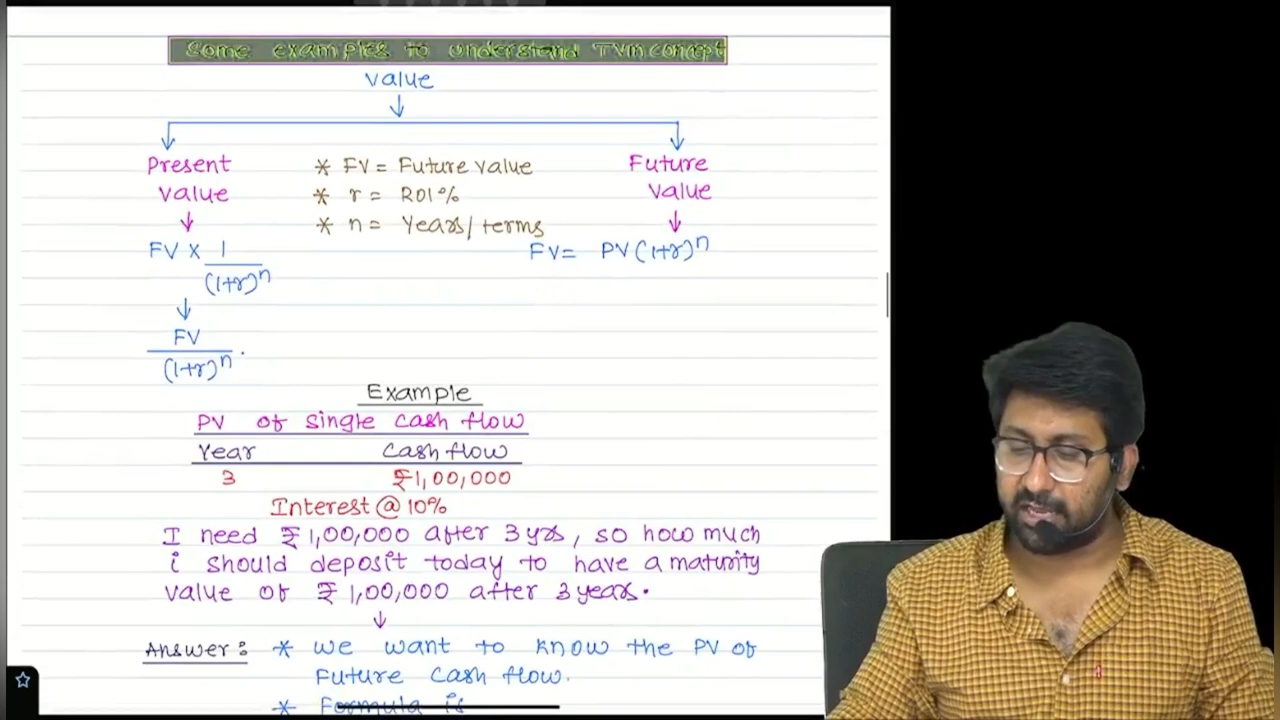 Some examples to understand TVM concept
Value
Present
Value
* FV = Future value
* r = ROI%
* n = Years/terms
Future
Value
FV × 1/(1+r)^n
FV= PV(1+r)^n
FV/(1+r)^n.
Example
PV of single cash flow
Year Cash flow
3 ₹1,00,000
Interest @ 10%
I need ₹1,00,000 after 3 yrs, so how much
i should deposit today to have a maturity
value of ₹1,00,000 after 3 years.
Answer: * we want to know the PV of
Future cash flow.
* Formula is